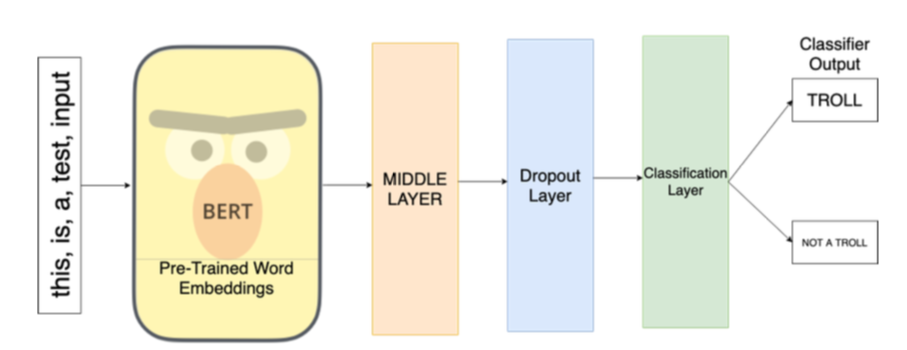 this, is, a, test, input
BERT
Pre-Trained Word
Embeddings
MIDDLE
LAYER
Dropout
Layer
Classification
Layer
Classifier
Output
TROLL
NOT A TROLL